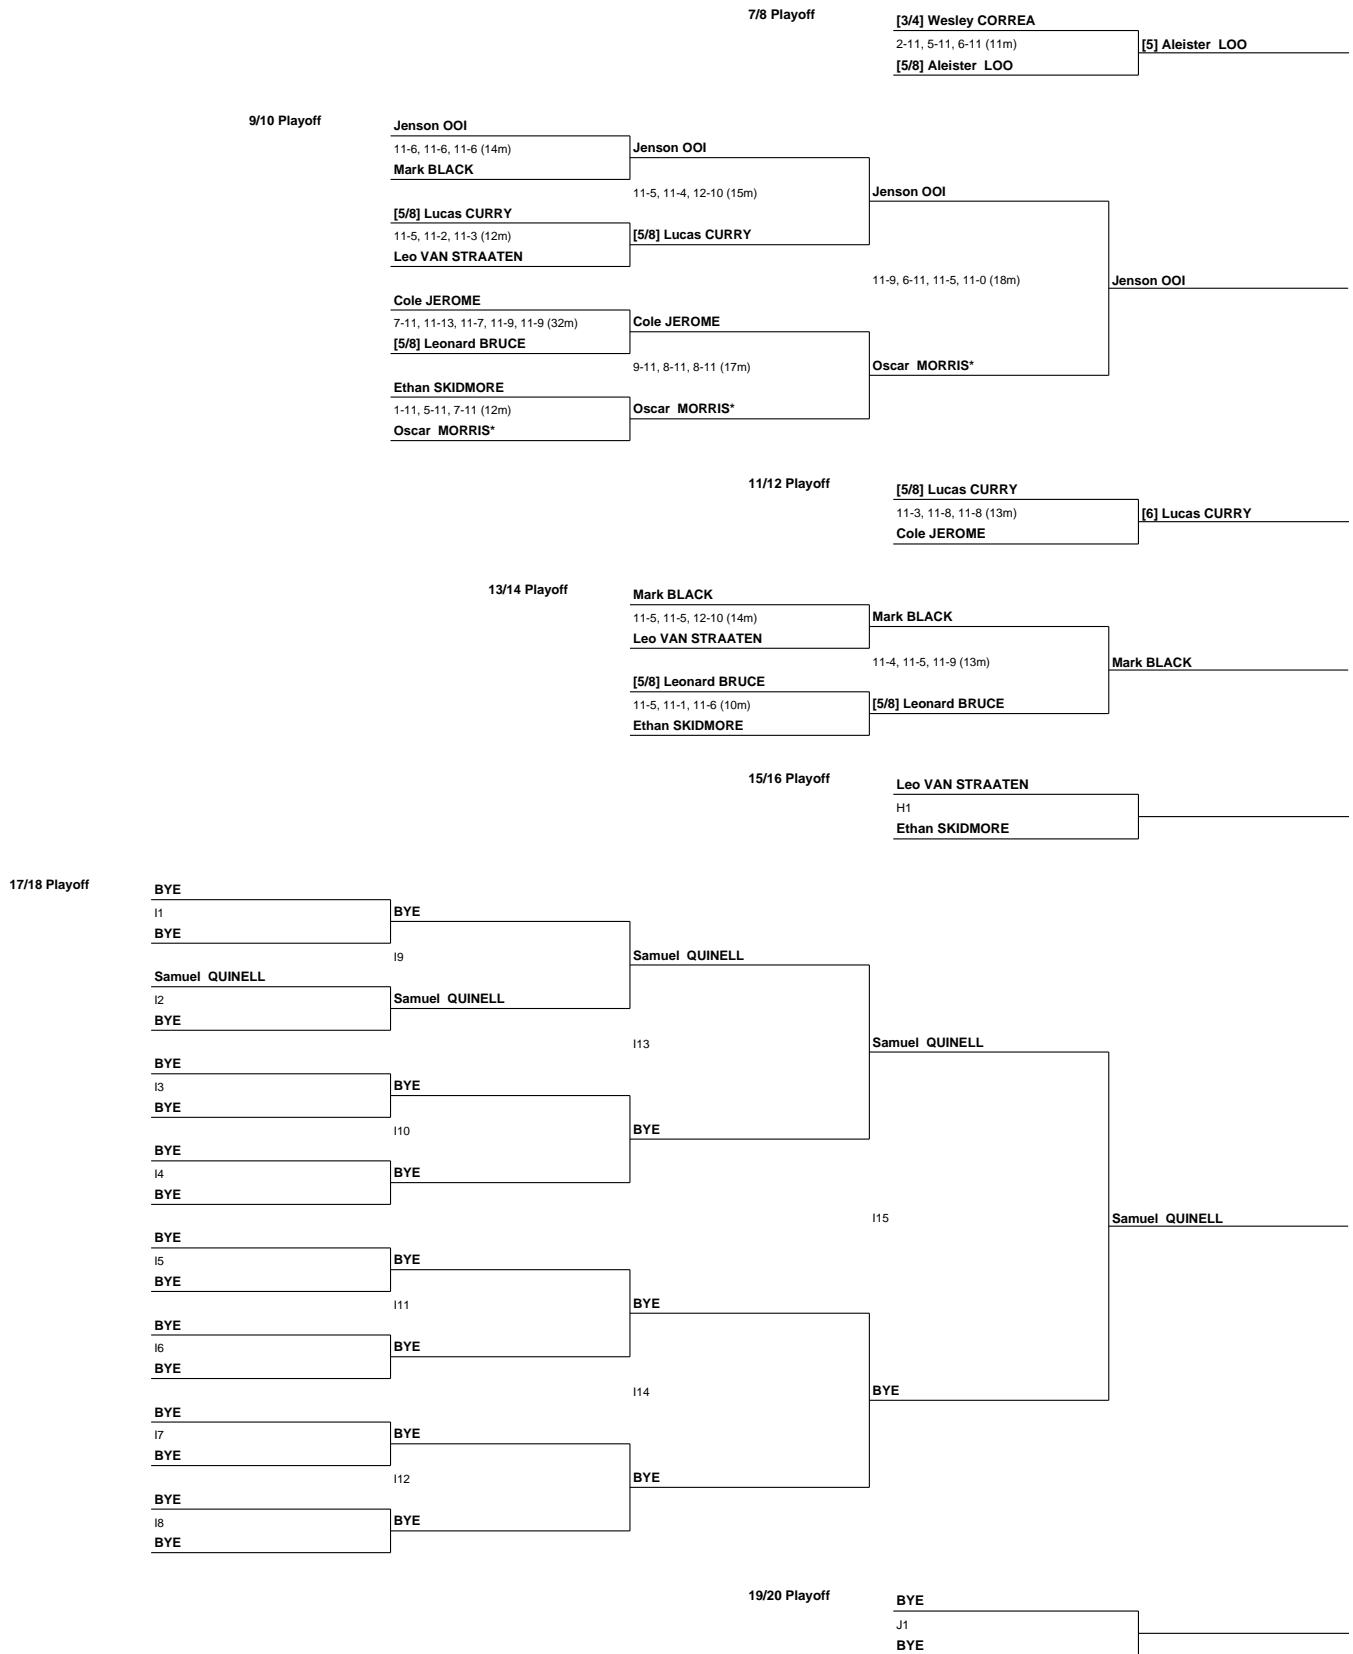 7/8 Playoff
[3/4] Wesley CORREA
2-11, 5-11, 6-11 (11m)
[5] Aleister LOO
[5/8] Aleister LOO
9/10 Playoff
Jenson OOI
11-6, 11-6, 11-6 (14m)
Jenson OOI
Mark BLACK
11-5, 11-4, 12-10 (15m)
Jenson OOI
[5/8] Lucas CURRY
11-5, 11-2, 11-3 (12m)
[5/8] Lucas CURRY
Leo VAN STRAATEN
11-9, 6-11, 11-5, 11-0 (18m)
Jenson OOI
Cole JEROME
7-11, 11-13, 11-7, 11-9, 11-9 (32m)
Cole JEROME
[5/8] Leonard BRUCE
9-11, 8-11, 8-11 (17m)
Oscar MORRIS*
Ethan SKIDMORE
1-11, 5-11, 7-11 (12m)
Oscar MORRIS*
Oscar MORRIS*
11/12 Playoff
[5/8] Lucas CURRY
11-3, 11-8, 11-8 (13m)
[6] Lucas CURRY
Cole JEROME
13/14 Playoff
Mark BLACK
11-5, 11-5, 12-10 (14m)
Mark BLACK
Leo VAN STRAATEN
11-4, 11-5, 11-9 (13m)
Mark BLACK
[5/8] Leonard BRUCE
11-5, 11-1, 11-6 (10m)
[5/8] Leonard BRUCE
Ethan SKIDMORE
15/16 Playoff
Leo VAN STRAATEN
H1
Ethan SKIDMORE
17/18 Playoff
BYE
I1
BYE
BYE
I9
Samuel QUINELL
Samuel QUINELL
I2
Samuel QUINELL
BYE
I13
Samuel QUINELL
BYE
I3
BYE
BYE
I10
BYE
BYE
I4
BYE
BYE
I15
Samuel QUINELL
BYE
I5
BYE
BYE
I11
BYE
BYE
I6
BYE
BYE
I14
BYE
BYE
I7
BYE
BYE
I12
BYE
BYE
I8
BYE
BYE
19/20 Playoff
BYE
J1
BYE